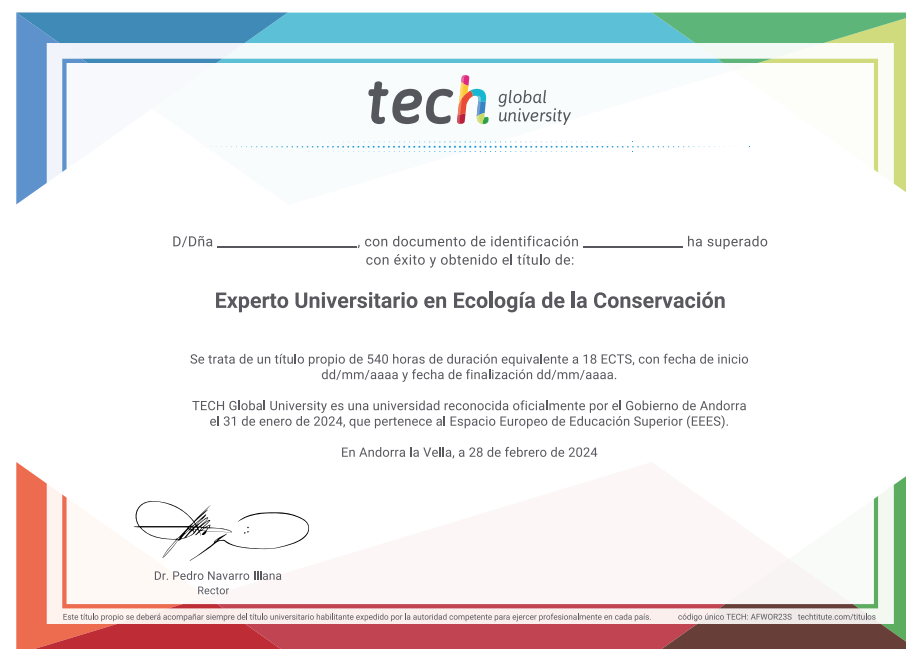 tech global university
D/Dña ________________, con documento de identificación ____________ ha superado
con éxito y obtenido el título de:
Experto Universitario en Ecología de la Conservación
Se trata de un título propio de 540 horas de duración equivalente a 18 ECTS, con fecha de inicio
dd/mm/aaaa y fecha de finalización dd/mm/aaaa.
TECH Global University es una universidad reconocida oficialmente por el Gobierno de Andorra
el 31 de enero de 2024, que pertenece al Espacio Europeo de Educación Superior (EEES).
En Andorra la Vella, a 28 de febrero de 2024
Dr. Pedro Navarro Illana
Rector
Este título propio se deberá acompañar siempre del título universitario habilitante expedido por la autoridad competente para ejercer profesionalmente en cada país. código único TECH: AFWOR23S techtitute.com/titulos